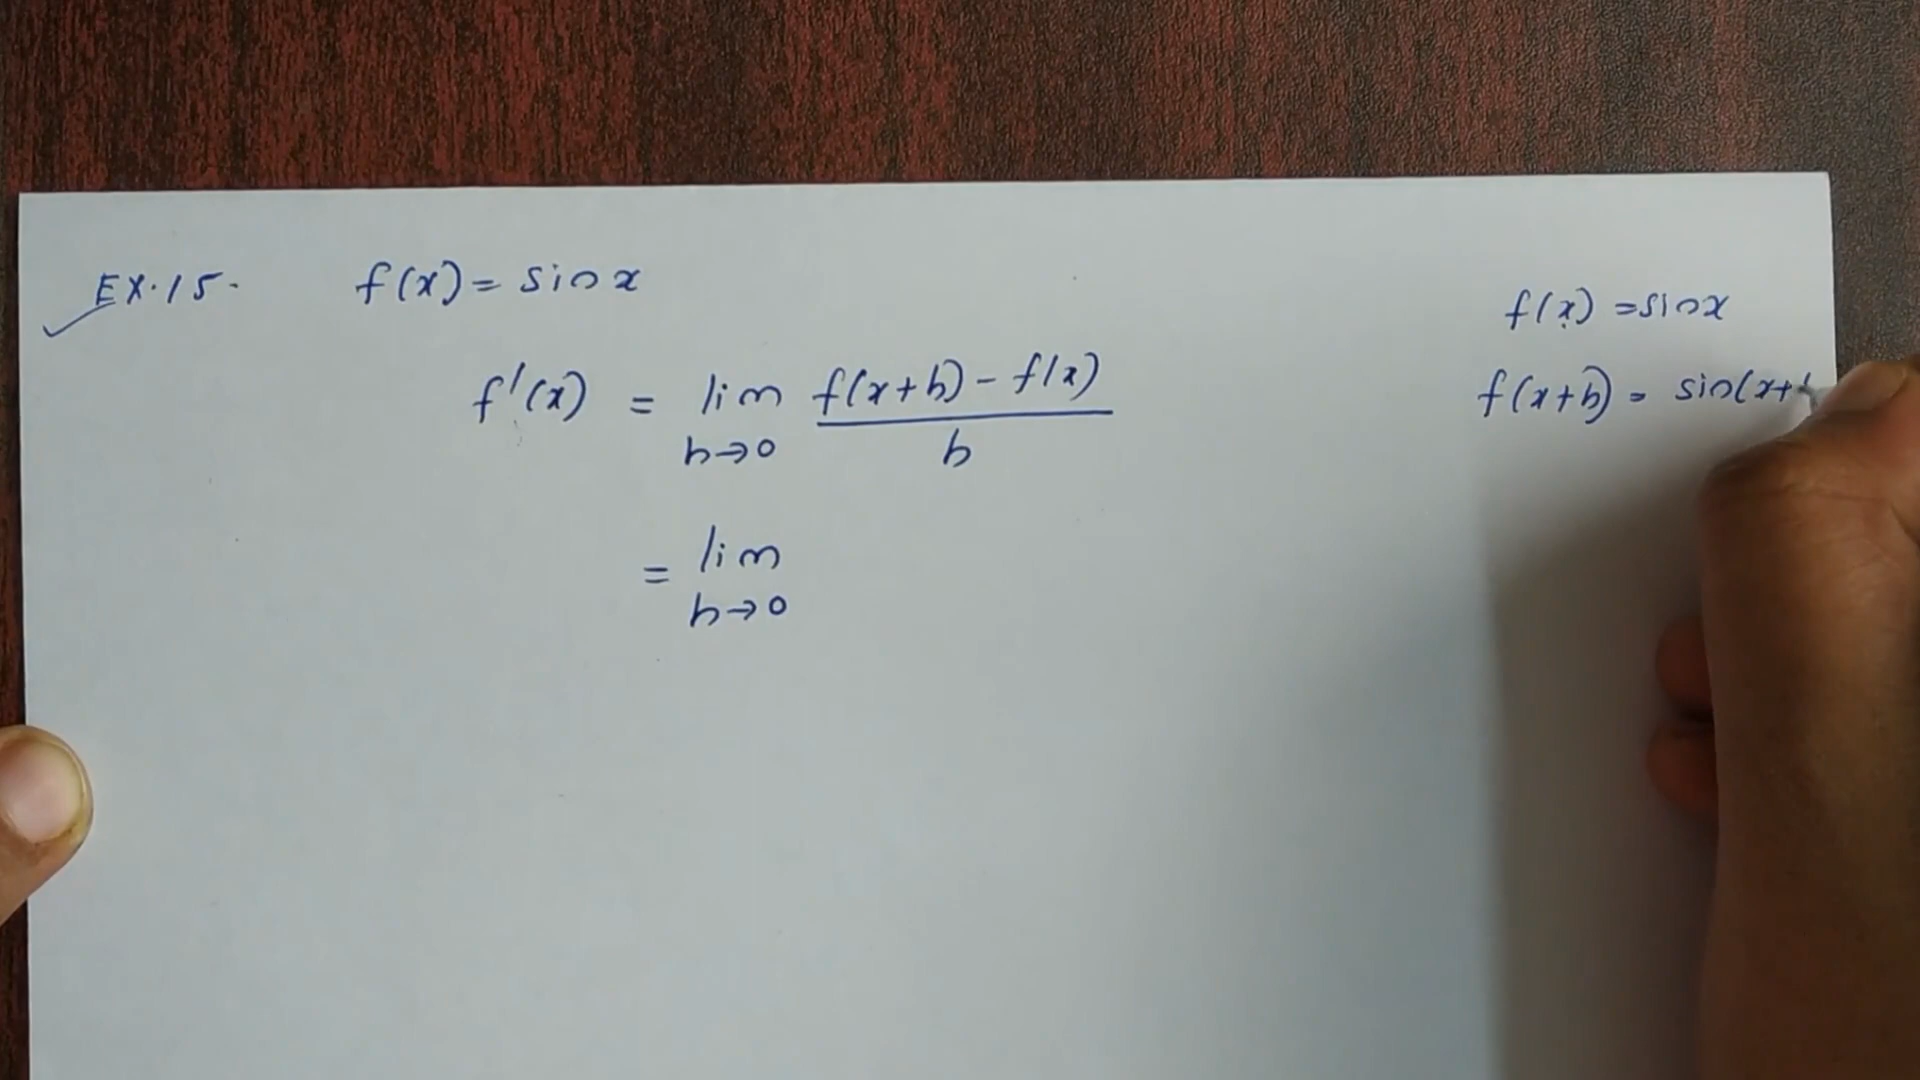 EX.15. f(x) = sin x
f(x) = sin x
f'(x) = lim f(x+h) - f(x)
h→0 h
f(x+h) = sin(x+
= lim
h→0